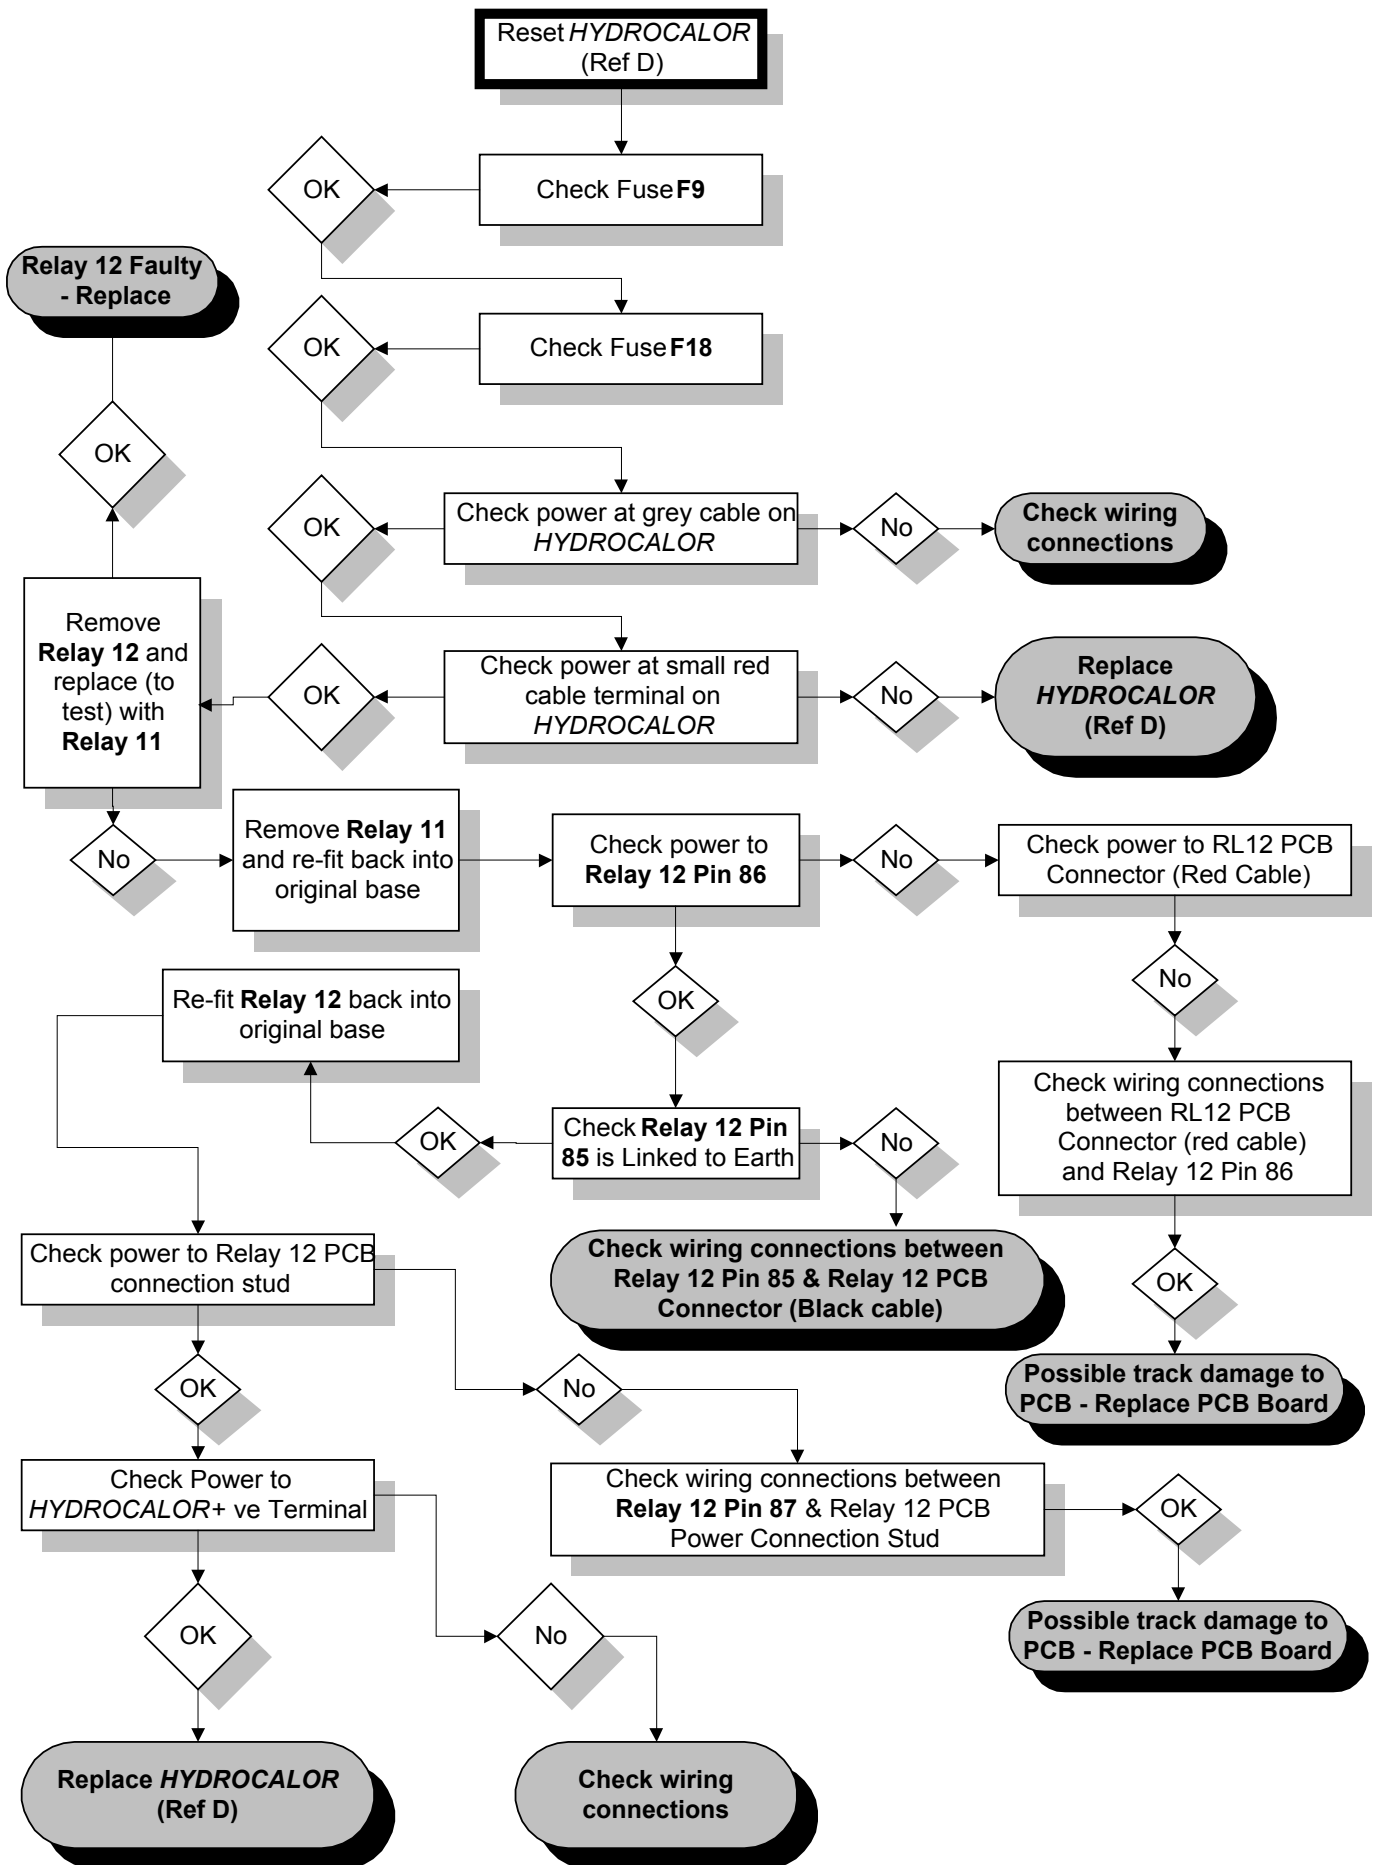 Reset HYDROCALOR
(Ref D)
OK
Check Fuse F9
Relay 12 Faulty
- Replace
OK
Check Fuse F18
OK
OK
Check power at grey cable on
HYDROCALOR
No
Check wiring
connections
Remove
Relay 12 and
replace (to
test) with
Relay 11
OK
Check power at small red
cable terminal on
HYDROCALOR
No
Replace
HYDROCALOR
(Ref D)
No
Remove Relay 11
and re-fit back into
original base
Check power to
Relay 12 Pin 86
No
Check power to RL12 PCB
Connector (Red Cable)
Re-fit Relay 12 back into
original base
OK
No
OK
Check Relay 12 Pin
85 is Linked to Earth
No
Check wiring connections
between RL12 PCB
Connector (red cable)
and Relay 12 Pin 86
Check power to Relay 12 PCB
connection stud
Check wiring connections between
Relay 12 Pin 85 & Relay 12 PCB
Connector (Black cable)
OK
OK
No
Possible track damage to
PCB - Replace PCB Board
Check Power to
HYDROCALOR+ ve Terminal
Check wiring connections between
Relay 12 Pin 87 & Relay 12 PCB
Power Connection Stud
OK
OK
No
Possible track damage to
PCB - Replace PCB Board
Replace HYDROCALOR
(Ref D)
Check wiring
connections